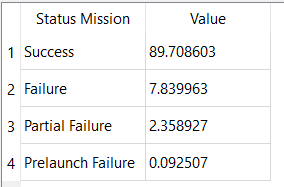 Status Mission Value
1 Success 89.708603
2 Failure 7.839963
3 Partial Failure 2.358927
4 Prelaunch Failure 0.092507